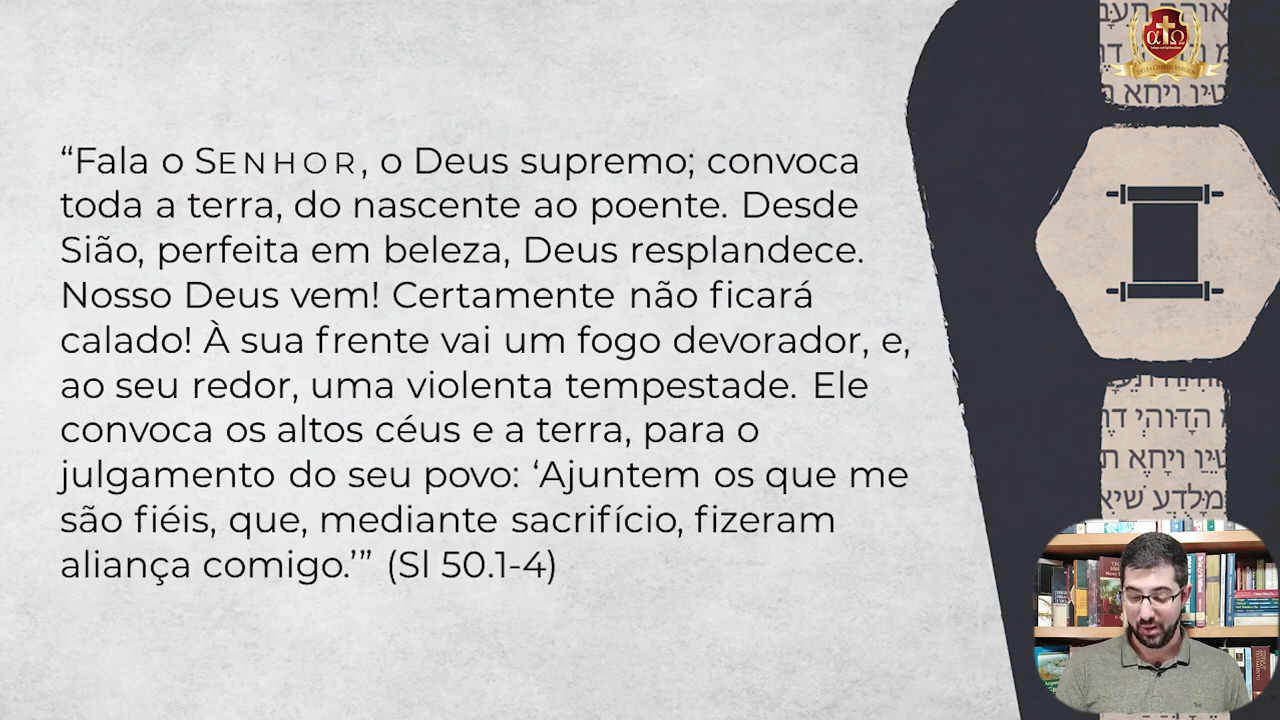 “Fala o SENHOR, o Deus supremo; convoca
toda a terra, do nascente ao poente. Desde
Sião, perfeita em beleza, Deus resplandece.
Nosso Deus vem! Certamente não ficará
calado! À sua frente vai um fogo devorador, e,
ao seu redor, uma violenta tempestade. Ele
convoca os altos céus e a terra, para o
julgamento do seu povo: ‘Ajuntem os que me
são fiéis, que, mediante sacrifício, fizeram
aliança comigo.’” (Sl 50.1-4)
α Ω